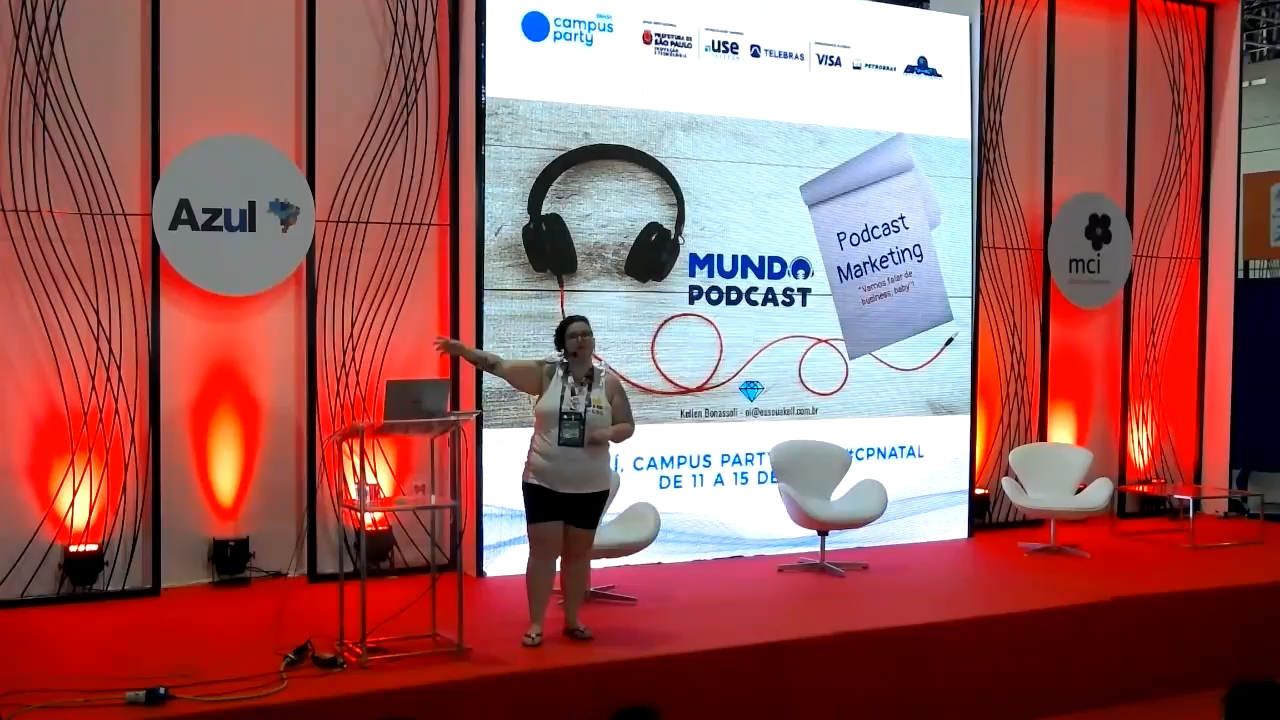 BRASIL
campus
party
PREFEITURA DE
SÃO PAULO
USE
TELEBRAS
VISA
PETROBRAS
Azul
mci
Podcast
Marketing
"Vamos falar de
business, baby"!
MUNDO
PODCAST
Kellen Bonassoli - oi@eusouakell.com.br
Í, CAMPUS PARTY #CPNATAL
DE 11 A 15 DE